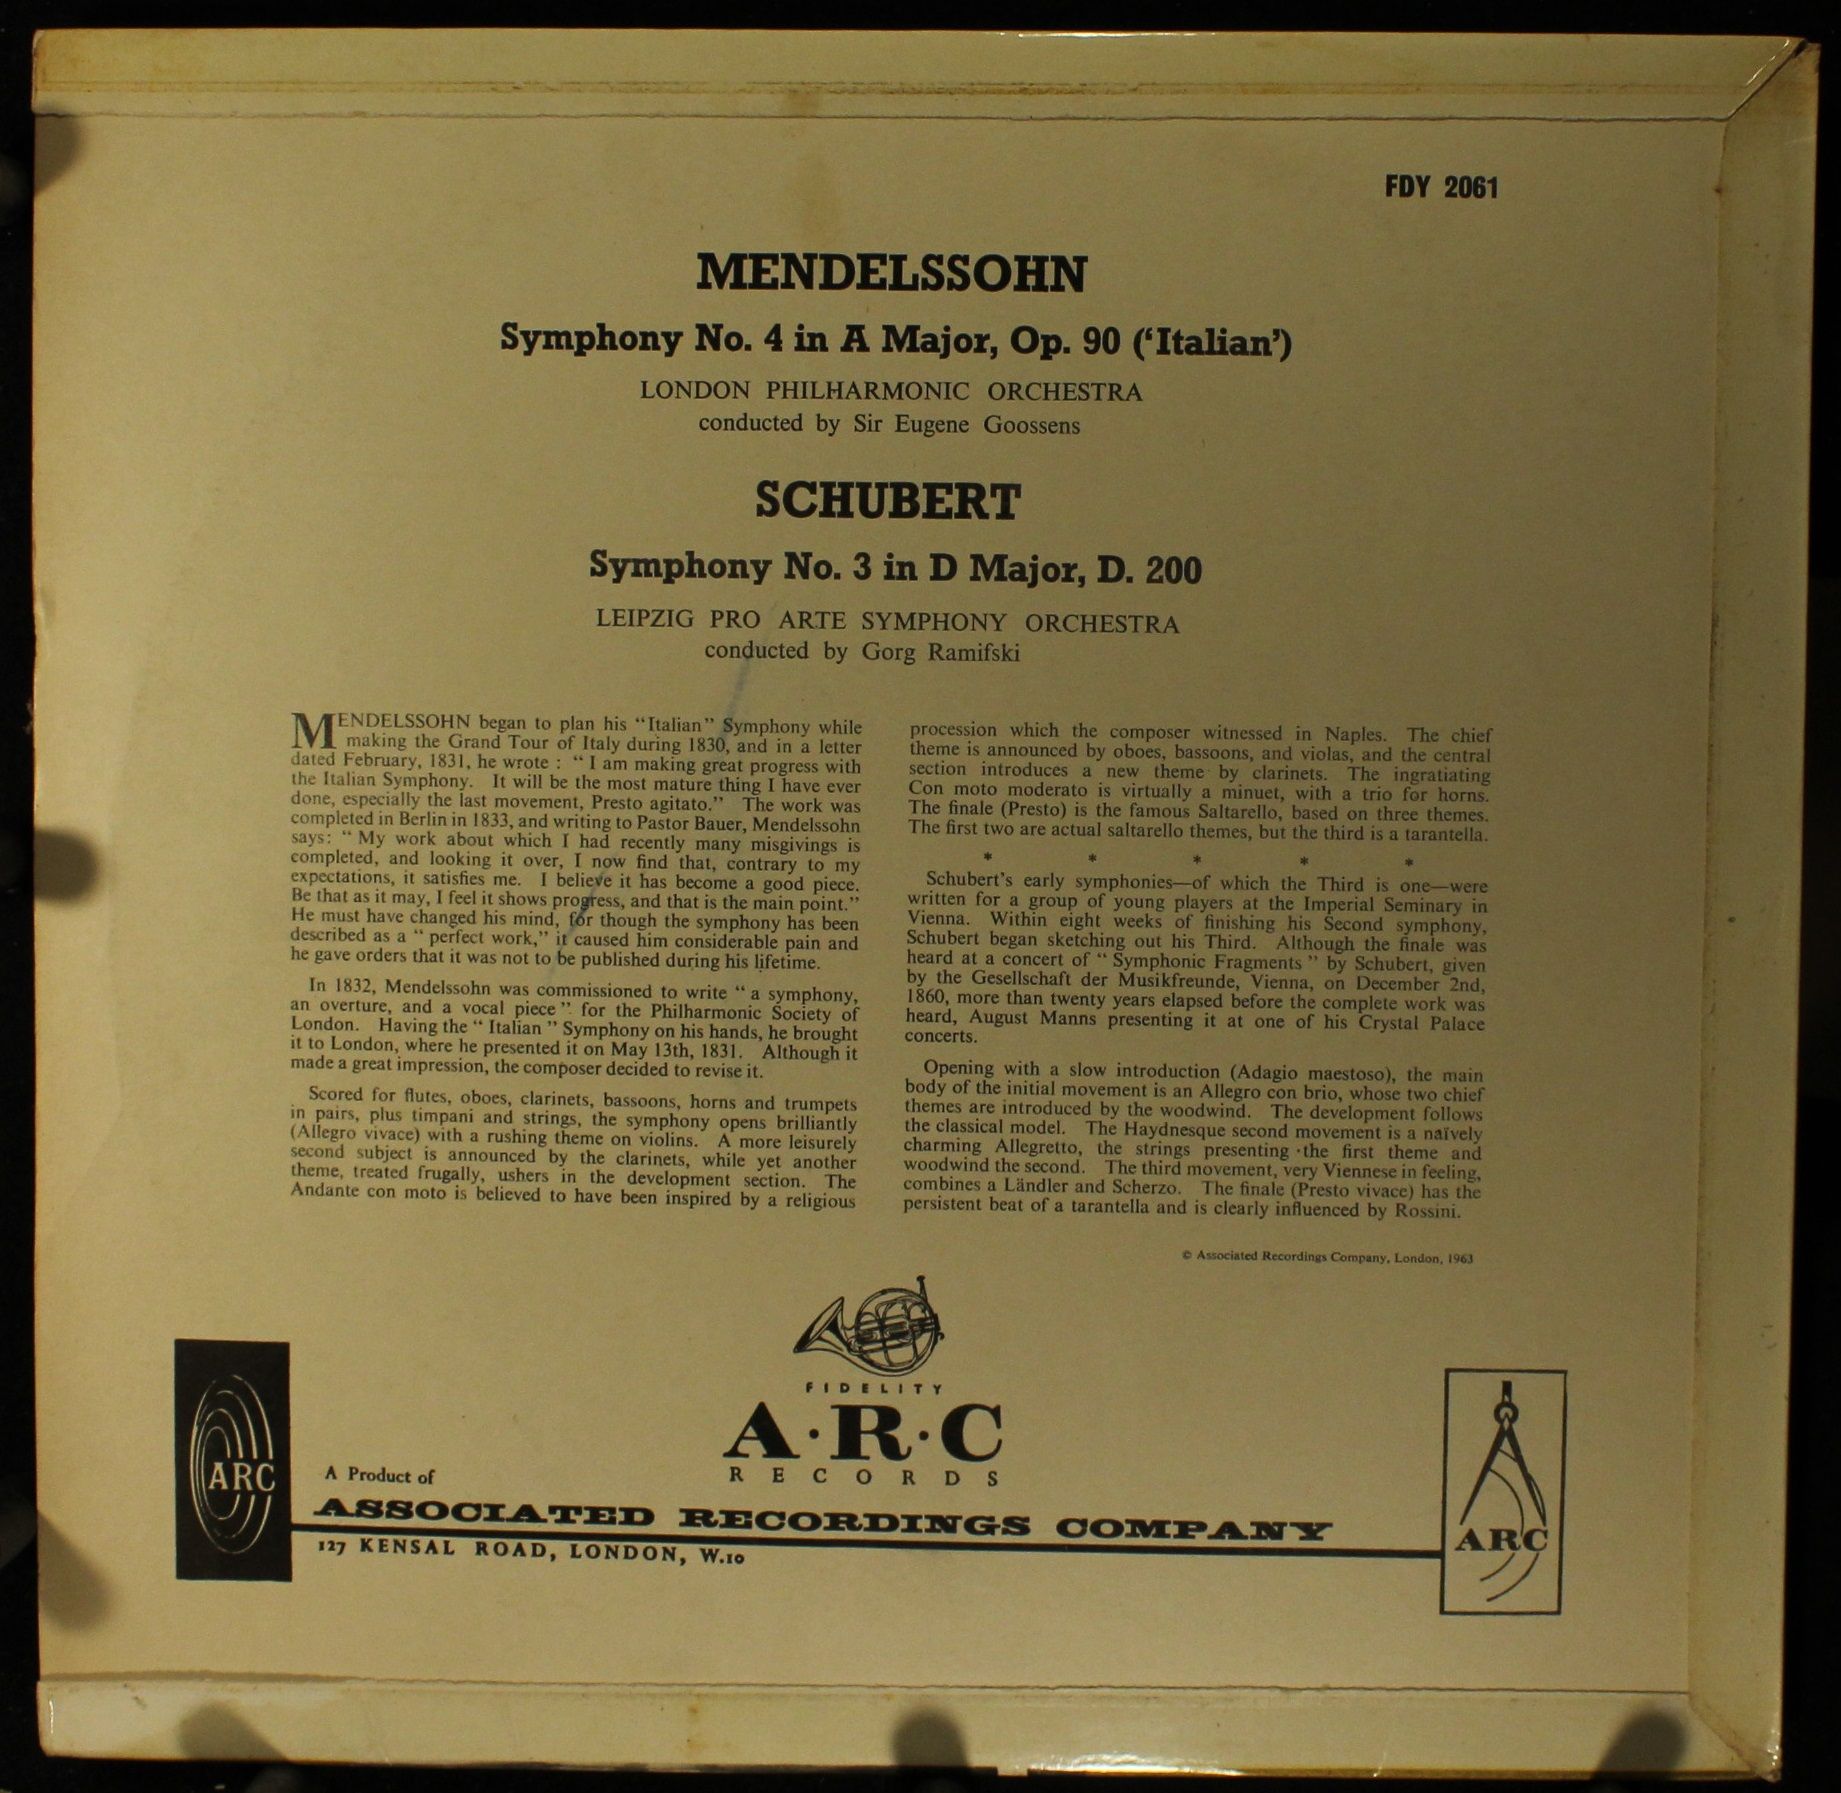 FDY 2061
MENDELSSOHN
Symphony No. 4 in A Major, Op. 90 (‘Italian’)
LONDON PHILHARMONIC ORCHESTRA
conducted by Sir Eugene Goossens
SCHUBERT
Symphony No. 3 in D Major, D. 200
LEIPZIG PRO ARTE SYMPHONY ORCHESTRA
conducted by Gorg Ramifski
MENDELSSOHN began to plan his “Italian” Symphony while
making the Grand Tour of Italy during 1830, and in a letter
dated February, 1831, he wrote : “ I am making great progress with
the Italian Symphony. It will be the most mature thing I have ever
done, especially the last movement, Presto agitato.” The work was
completed in Berlin in 1833, and writing to Pastor Bauer, Mendelssohn
says: “ My work about which I had recently many misgivings is
completed, and looking it over, I now find that, contrary to my
expectations, it satisfies me. I believe it has become a good piece.
Be that as it may, I feel it shows progress, and that is the main point.”
He must have changed his mind, for though the symphony has been
described as a “ perfect work,” it caused him considerable pain and
he gave orders that it was not to be published during his lifetime.
In 1832, Mendelssohn was commissioned to write “ a symphony,
an overture, and a vocal piece ” for the Philharmonic Society of
London. Having the “ Italian ” Symphony on his hands, he brought
it to London, where he presented it on May 13th, 1831. Although it
made a great impression, the composer decided to revise it.
Scored for flutes, oboes, clarinets, bassoons, horns and trumpets
in pairs, plus timpani and strings, the symphony opens brilliantly
(Allegro vivace) with a rushing theme on violins. A more leisurely
second subject is announced by the clarinets, while yet another
theme, treated frugally, ushers in the development section. The
Andante con moto is believed to have been inspired by a religious
procession which the composer witnessed in Naples. The chief
theme is announced by oboes, bassoons, and violas, and the central
section introduces a new theme by clarinets. The ingratiating
Con moto moderato is virtually a minuet, with a trio for horns.
The finale (Presto) is the famous Saltarello, based on three themes.
The first two are actual saltarello themes, but the third is a tarantella.
* * * * *
Schubert’s early symphonies—of which the Third is one—were
written for a group of young players at the Imperial Seminary in
Vienna. Within eight weeks of finishing his Second symphony,
Schubert began sketching out his Third. Although the finale was
heard at a concert of “ Symphonic Fragments ” by Schubert, given
by the Gesellschaft der Musikfreunde, Vienna, on December 2nd,
1860, more than twenty years elapsed before the complete work was
heard, August Manns presenting it at one of his Crystal Palace
concerts.
Opening with a slow introduction (Adagio maestoso), the main
body of the initial movement is an Allegro con brio, whose two chief
themes are introduced by the woodwind. The development follows
the classical model. The Haydnesque second movement is a naïvely
charming Allegretto, the strings presenting the first theme and
woodwind the second. The third movement, very Viennese in feeling,
combines a Ländler and Scherzo. The finale (Presto vivace) has the
persistent beat of a tarantella and is clearly influenced by Rossini.
© Associated Recordings Company, London, 1963
FIDELITY
A·R·C
RECORDS
ARC
A Product of
ASSOCIATED RECORDINGS COMPANY
127 KENSAL ROAD, LONDON, W.10
ARC